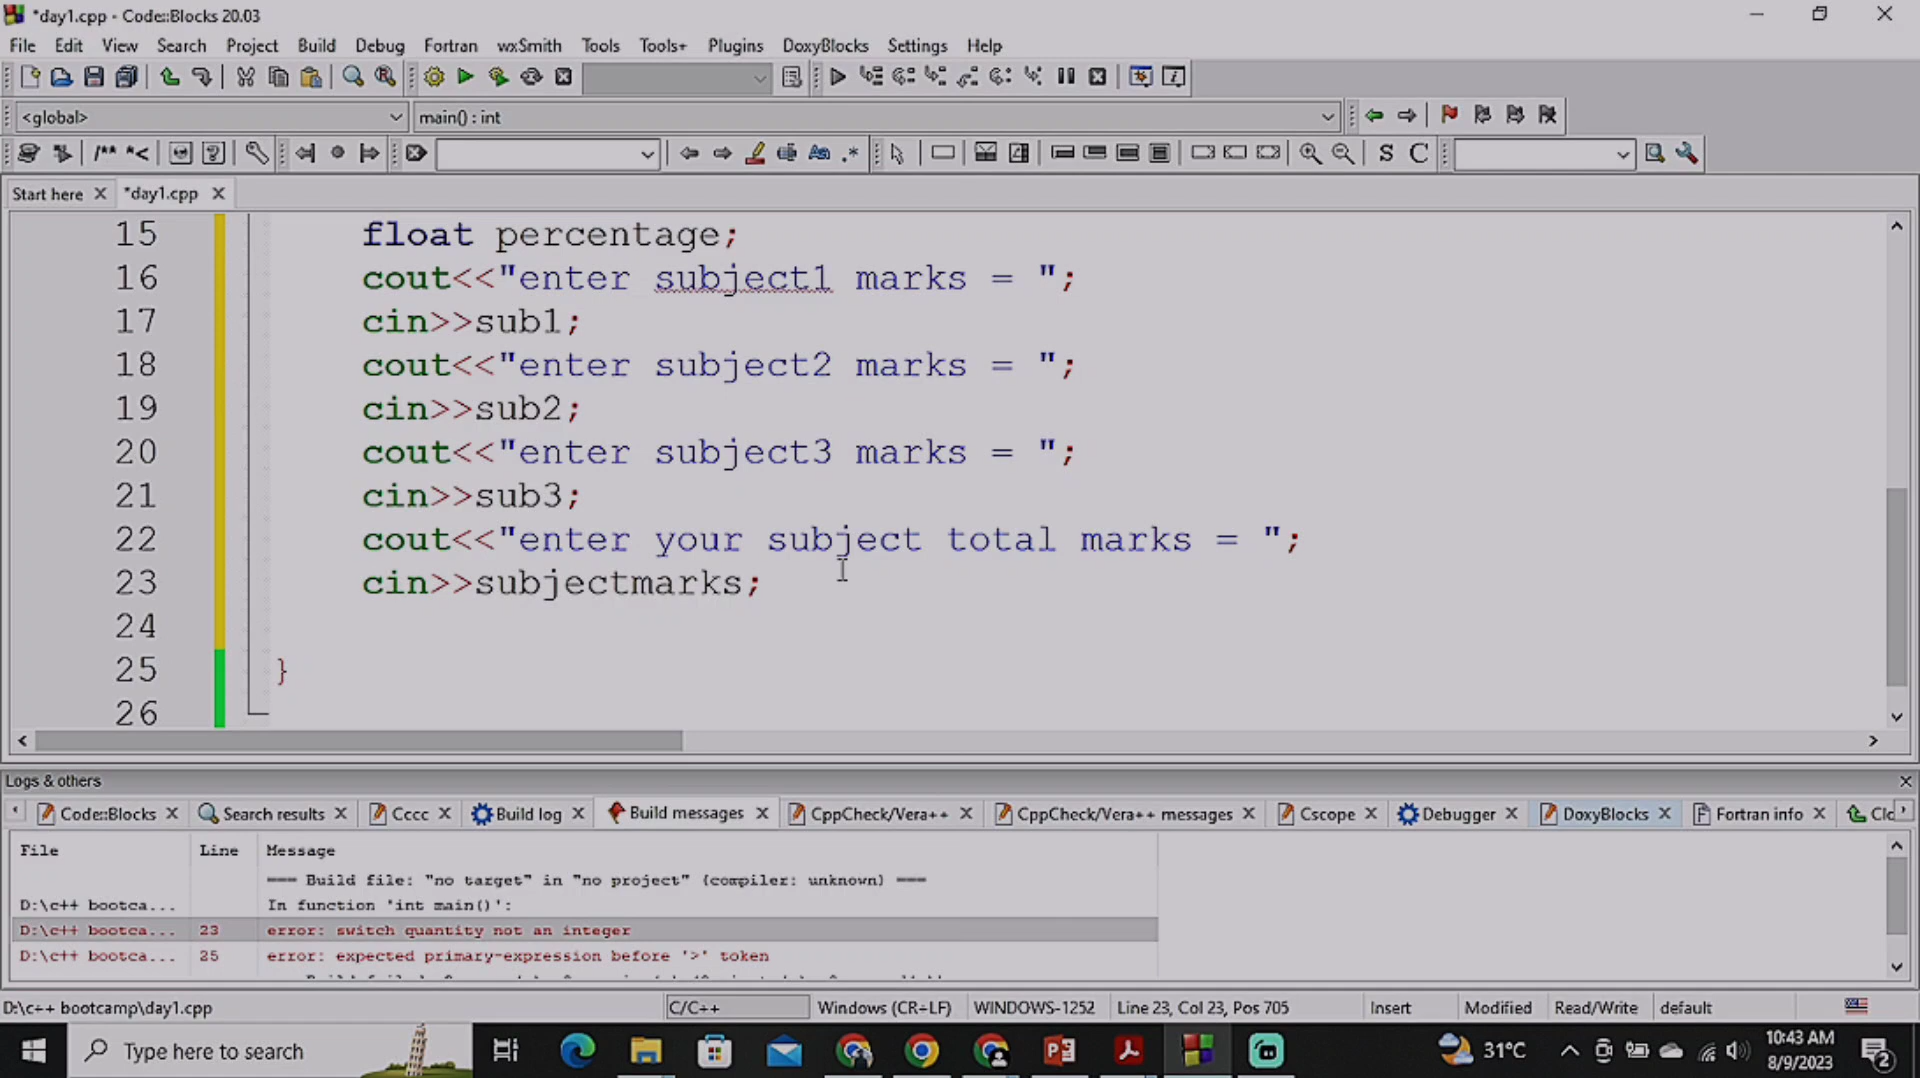 *day1.cpp - Code::Blocks 20.03
File Edit View Search Project Build Debug Fortran wxSmith Tools Tools+ Plugins DoxyBlocks Settings Help
<global> main() : int
S C
Start here *day1.cpp
15 float percentage;
16 cout<<"enter subject1 marks = ";
17 cin>>sub1;
18 cout<<"enter subject2 marks = ";
19 cin>>sub2;
20 cout<<"enter subject3 marks = ";
21 cin>>sub3;
22 cout<<"enter your subject total marks = ";
23 cin>>subjectmarks;
24
25 }
26
Logs & others
Code::Blocks Search results Cccc Build log Build messages CppCheck/Vera++ CppCheck/Vera++ messages Cscope Debugger DoxyBlocks Fortran info Clo
File Line Message
=== Build file: "no target" in "no project" (compiler: unknown) ===
D:\c++ bootca... In function 'int main()':
D:\c++ bootca... 23 error: switch quantity not an integer
D:\c++ bootca... 25 error: expected primary-expression before '>' token
D:\c++ bootcamp\day1.cpp C/C++ Windows (CR+LF) WINDOWS-1252 Line 23, Col 23, Pos 705 Insert Modified Read/Write default
Type here to search 31°C 10:43 AM
8/9/2023 2